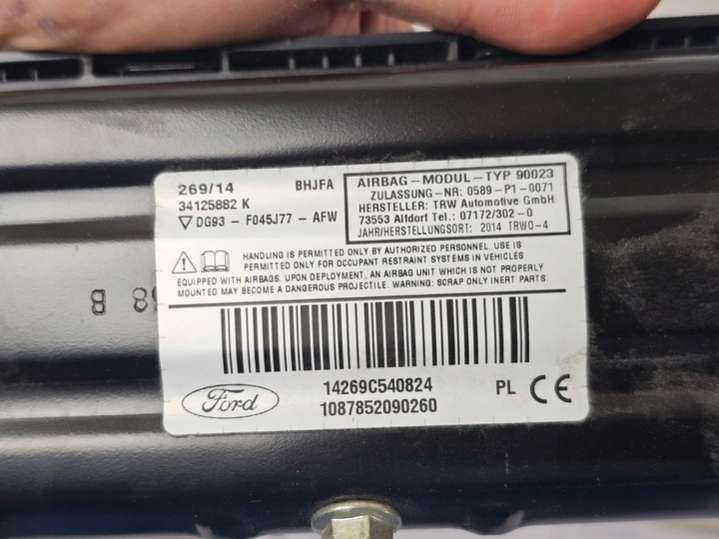 269/14 BHJFA
34125882 K
▽ DG93 - F045J77 - AFW
AIRBAG-MODUL-TYP 90023
ZULASSUNG-NR: 0589-P1-0071
HERSTELLER: TRW Automotive GmbH
73553 Alfdorf Tel.: 07172/302-0
JAHR/HERSTELLUNGSORT: 2014 TRWO-4
HANDLING IS PERMITTED ONLY BY AUTHORIZED PERSONNEL. USE IS
PERMITTED ONLY FOR OCCUPANT RESTRAINT SYSTEMS IN VEHICLES
EQUIPPED WITH AIRBAGS. UPON DEPLOYMENT, AN AIRBAG UNIT WHICH IS NOT PROPERLY
MOUNTED MAY BECOME A DANGEROUS PROJECTILE. WARNING: SCRAP ONLY INERT PARTS.
Ford
14269C540824
1087852090260
PL CE